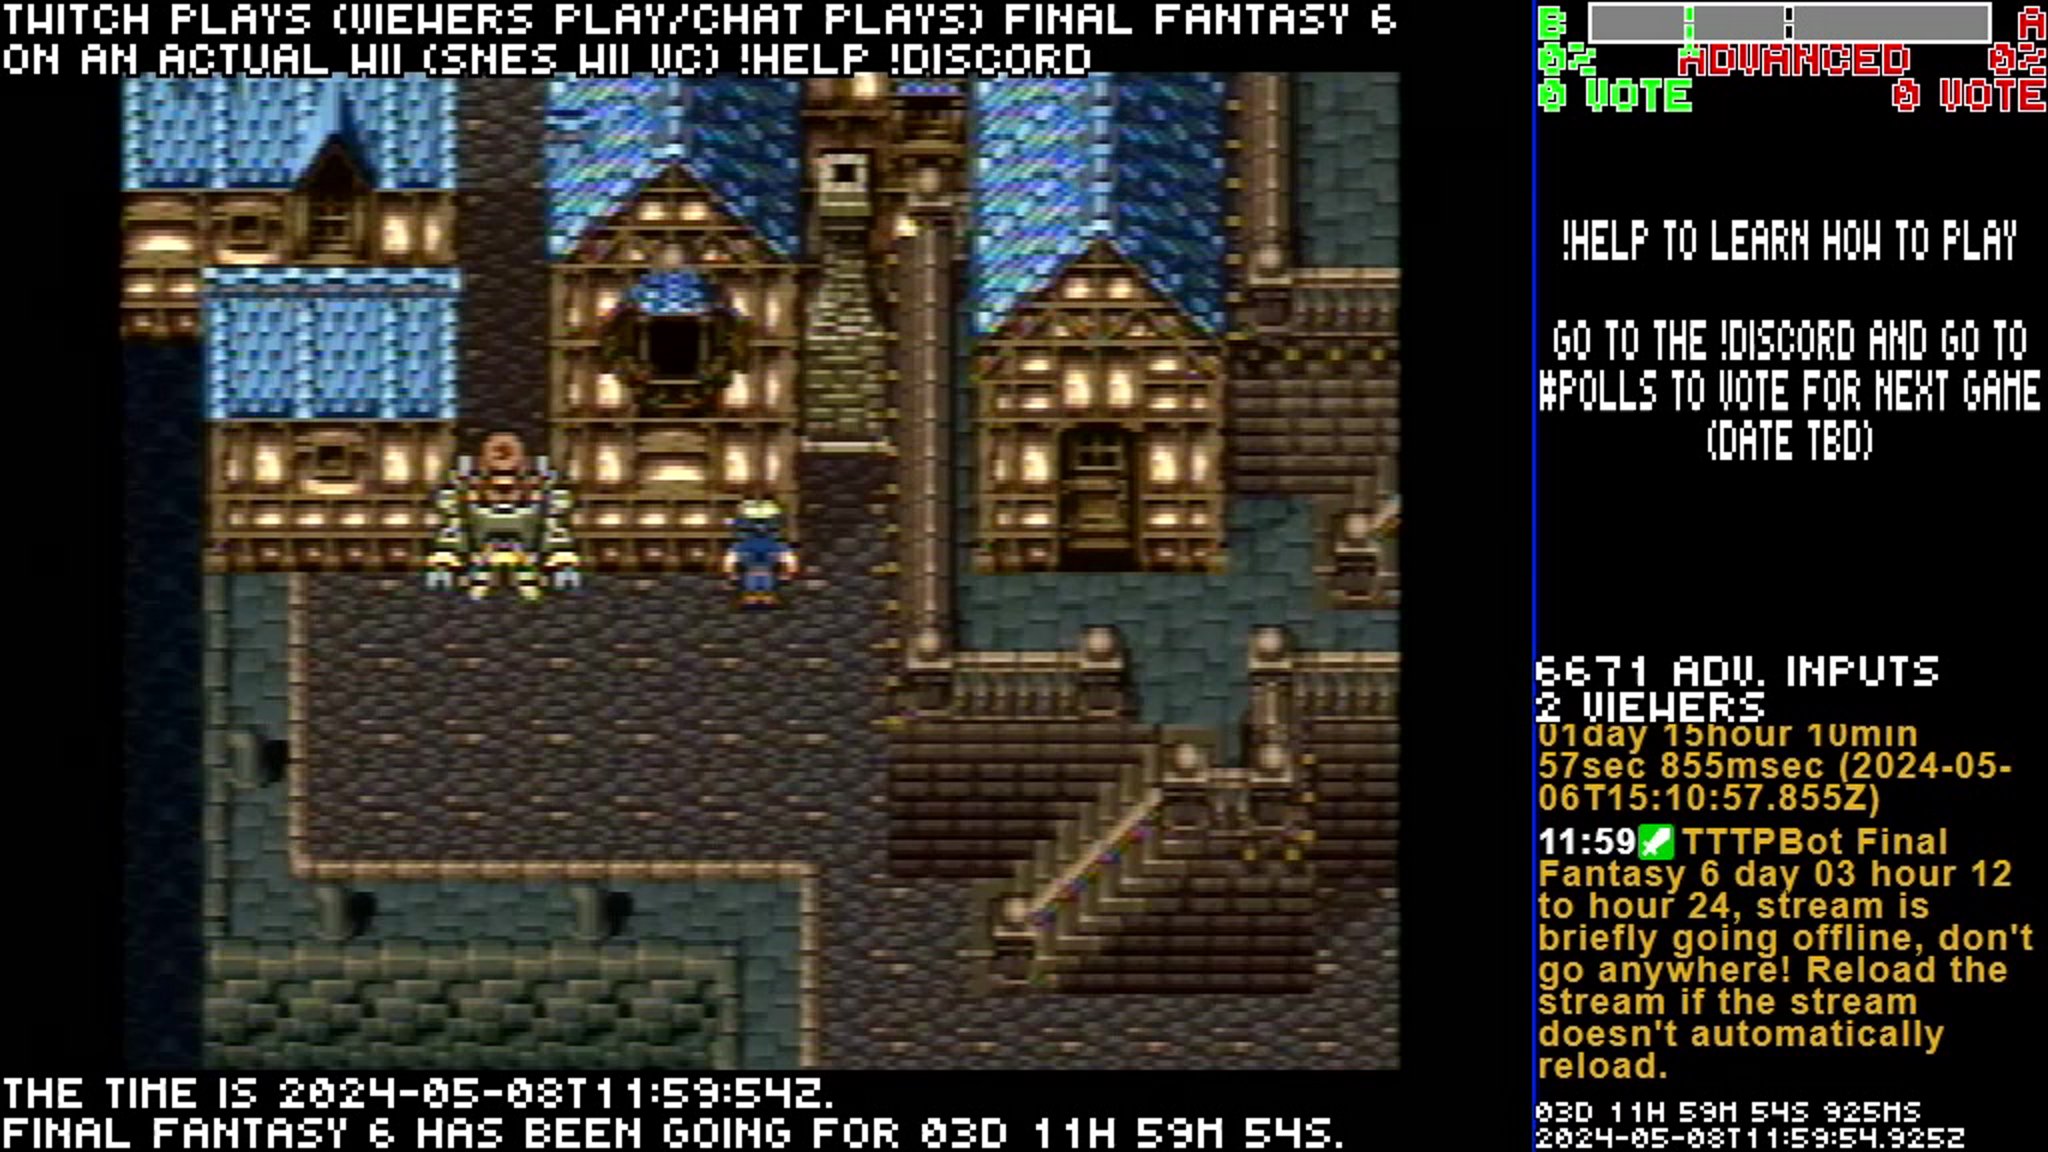 TWITCH PLAYS (VIEWERS PLAY/CHAT PLAYS) FINAL FANTASY 6
ON AN ACTUAL WII (SNES WII VC) !HELP !DISCORD
B A
0% ADVANCED 0%
0 VOTE 0 VOTE
!HELP TO LEARN HOW TO PLAY
GO TO THE !DISCORD AND GO TO
#POLLS TO VOTE FOR NEXT GAME
(DATE TBD)
6671 ADV. INPUTS
2 VIEWERS
01day 15hour 10min
57sec 855msec (2024-05-
06T15:10:57.855Z)
11:59 TTTPBot Final
Fantasy 6 day 03 hour 12
to hour 24, stream is
briefly going offline, don't
go anywhere! Reload the
stream if the stream
doesn't automatically
reload.
THE TIME IS 2024-05-08T11:59:54Z.
FINAL FANTASY 6 HAS BEEN GOING FOR 03D 11H 59M 54S.
03D 11H 59M 54S 925MS
2024-05-08T11:59:54.925Z